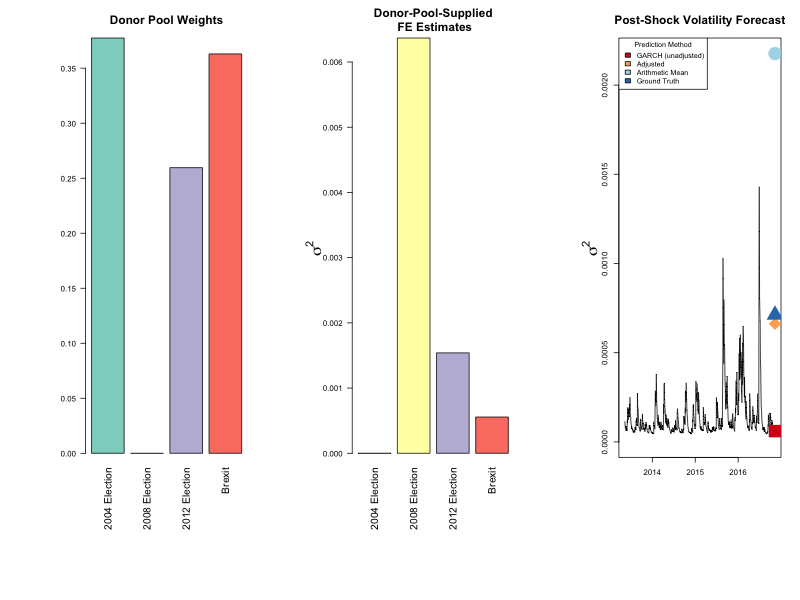 Donor Pool Weights
0.35
0.30
0.25
0.20
0.15
0.10
0.05
0.00
2004 Election
2008 Election
2012 Election
Brexit
Donor-Pool-Supplied
FE Estimates
σ²
0.006
0.005
0.004
0.003
0.002
0.001
0.000
2004 Election
2008 Election
2012 Election
Brexit
Post-Shock Volatility Forecast
σ²
0.0020
0.0015
0.0010
0.0005
0.0000
Prediction Method
GARCH (unadjusted)
Adjusted
Arithmetic Mean
Ground Truth
2014
2015
2016